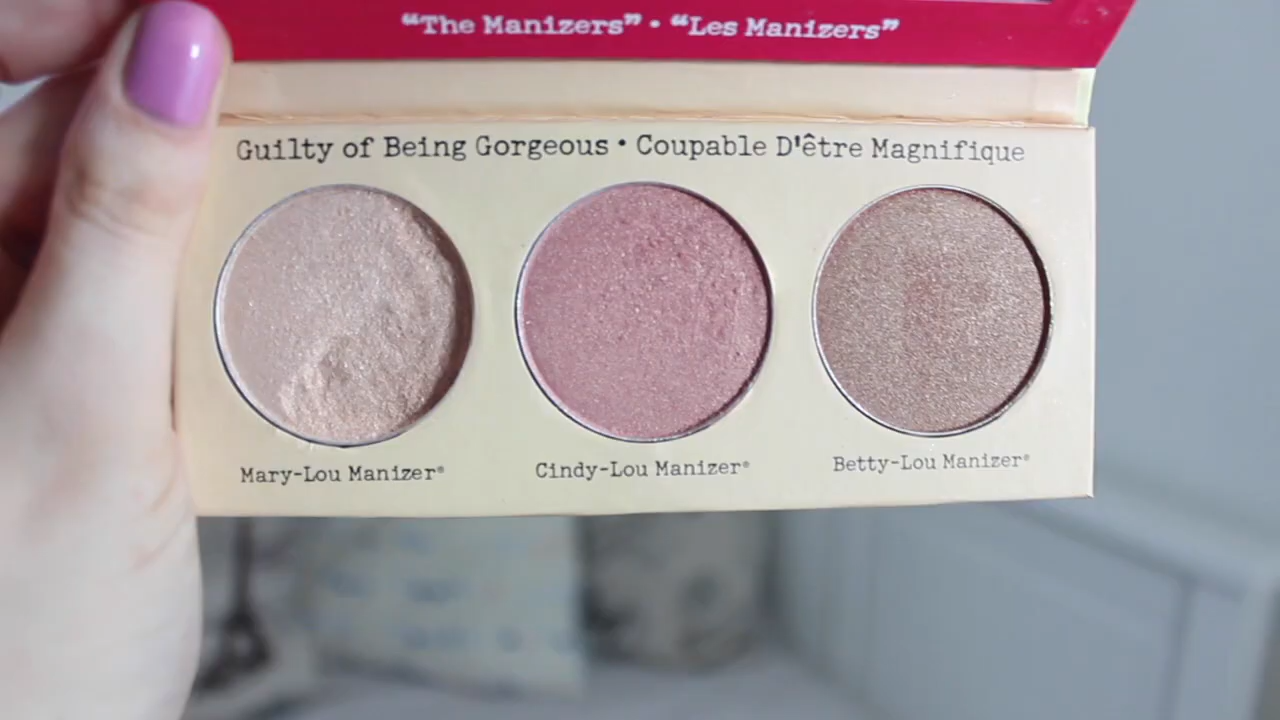 “The Manizers” • “Les Manizers”
Guilty of Being Gorgeous • Coupable D'être Magnifique
Mary-Lou Manizer® Cindy-Lou Manizer® Betty-Lou Manizer®